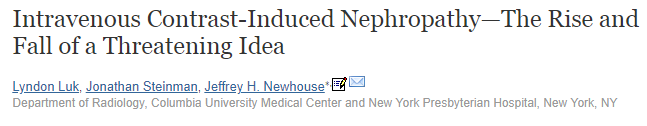 Intravenous Contrast-Induced Nephropathy—The Rise and
Fall of a Threatening Idea
Lyndon Luk, Jonathan Steinman, Jeffrey H. Newhouse*,
Department of Radiology, Columbia University Medical Center and New York Presbyterian Hospital, New York, NY